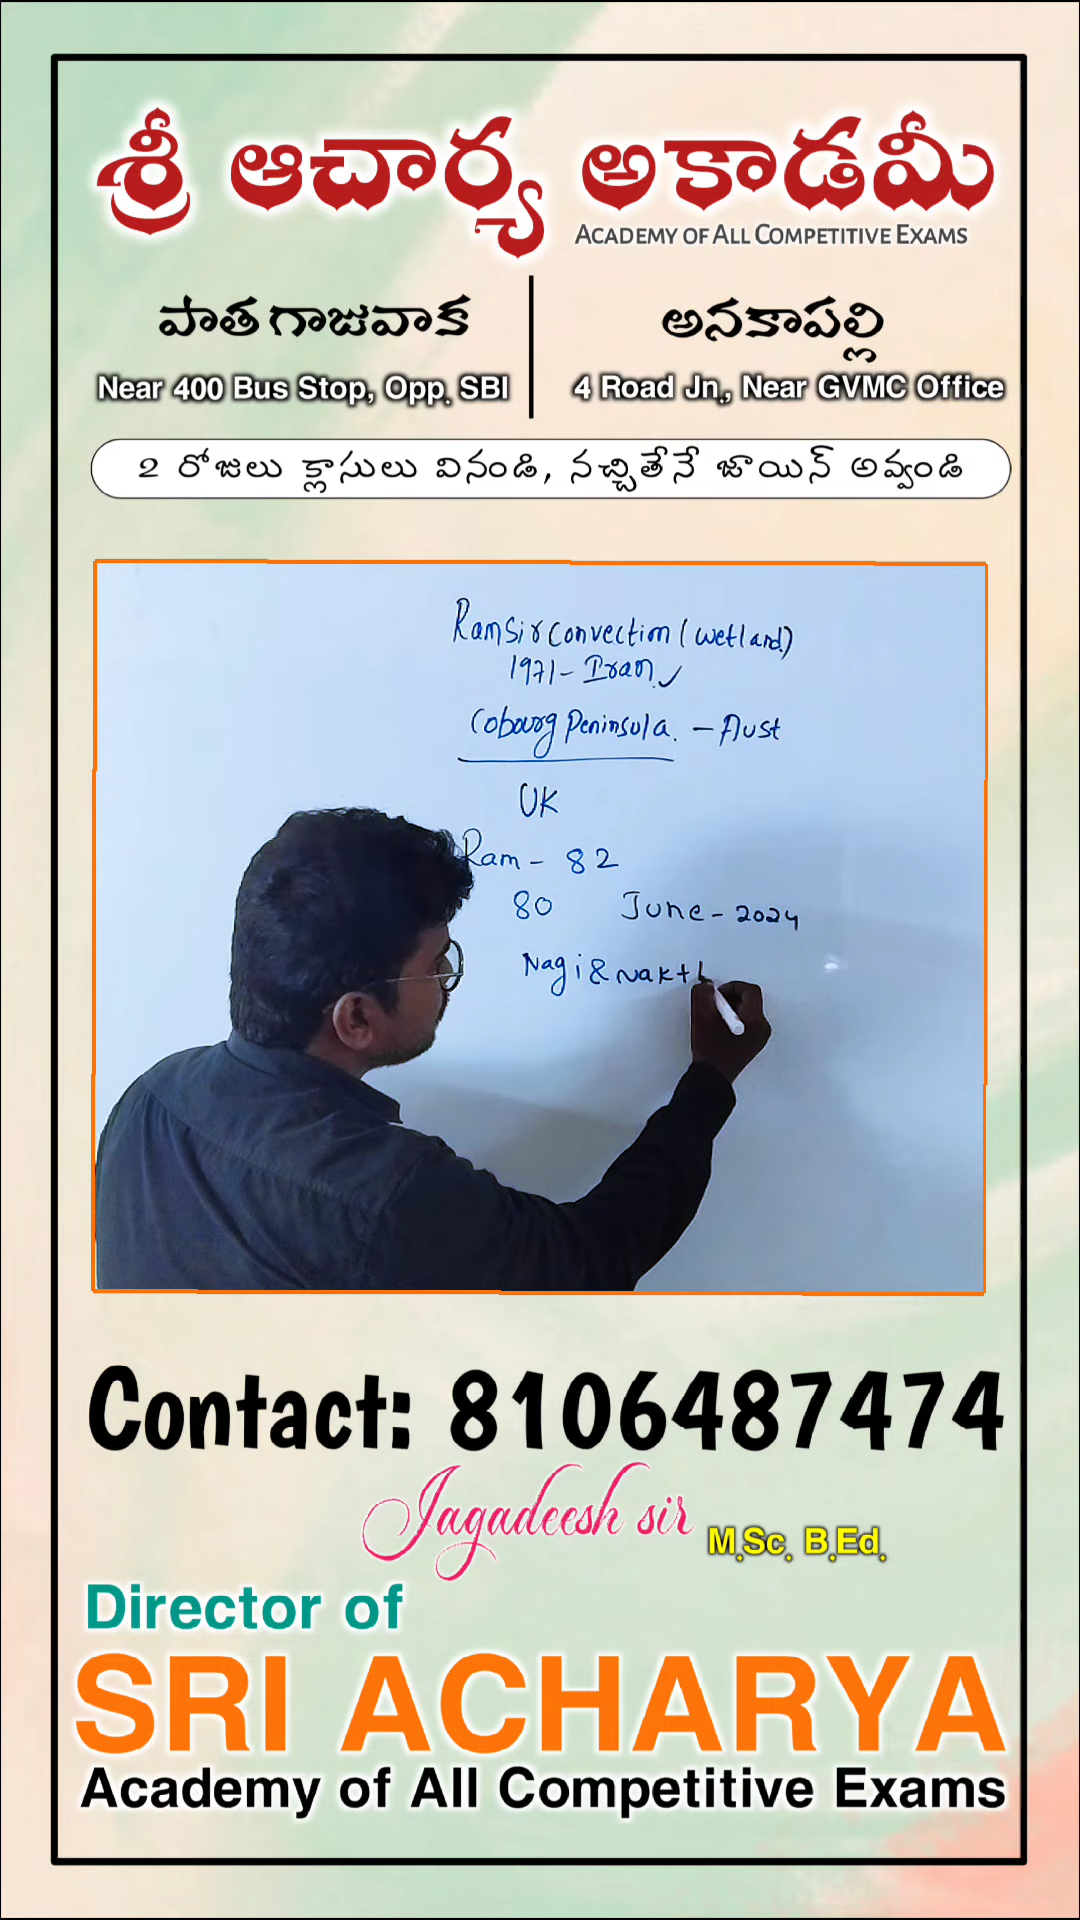 శ్రీ ఆచార్య అకాడమీ
ACADEMY OF ALL COMPETITIVE EXAMS
పాత గాజువాక
Near 400 Bus Stop, Opp. SBI
అనకాపల్లి
4 Road Jn., Near GVMC Office
2 రోజులు క్లాసులు వినండి, నచ్చితేనే జాయిన్ అవ్వండి
Ramsir convection (wetland)
1971 - Iran
Cobourg Peninsula. - Aust
UK
Ram - 82
80 June - 2024
Nagi & Nakt
Contact: 8106487474
Jagadeesh sir M.Sc. B.Ed.
Director of
SRI ACHARYA
Academy of All Competitive Exams